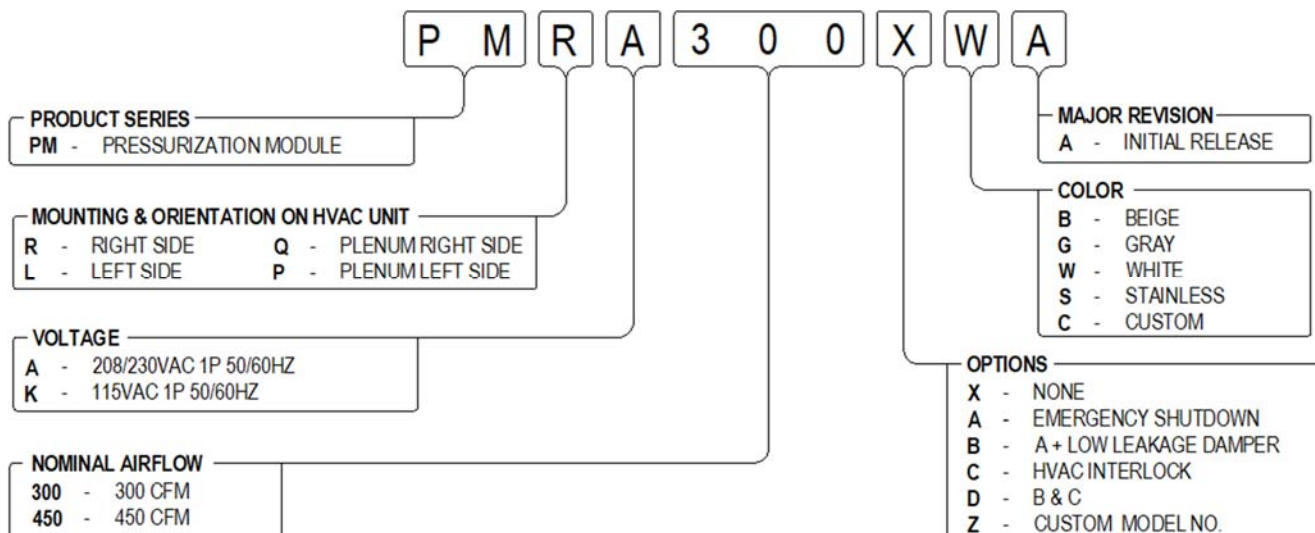 P M R A 3 0 0 X W A
PRODUCT SERIES
PM - PRESSURIZATION MODULE
MOUNTING & ORIENTATION ON HVAC UNIT
R - RIGHT SIDE Q - PLENUM RIGHT SIDE
L - LEFT SIDE P - PLENUM LEFT SIDE
VOLTAGE
A - 208/230VAC 1P 50/60HZ
K - 115VAC 1P 50/60HZ
NOMINAL AIRFLOW
300 - 300 CFM
450 - 450 CFM
MAJOR REVISION
A - INITIAL RELEASE
COLOR
B - BEIGE
G - GRAY
W - WHITE
S - STAINLESS
C - CUSTOM
OPTIONS
X - NONE
A - EMERGENCY SHUTDOWN
B - A + LOW LEAKAGE DAMPER
C - HVAC INTERLOCK
D - B & C
Z - CUSTOM MODEL NO.